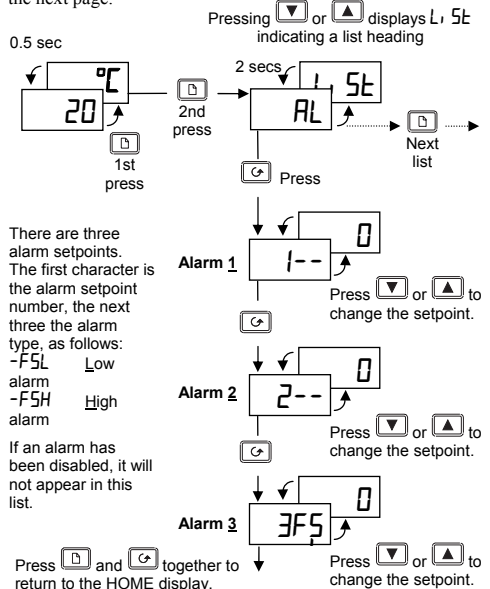 the next page.
Pressing ▼ or ▲ displays LiSt
indicating a list heading
0.5 sec
°C
20
1st
press
2nd
press
2 secs
LiSt
AL
Next
list
Press
There are three
alarm setpoints.
The first character is
the alarm setpoint
number, the next
three the alarm
type, as follows:
-FSL Low
alarm
-FSH High
alarm
If an alarm has
been disabled, it will
not appear in this
list.
Alarm 1
0
1--
Press ▼ or ▲ to
change the setpoint.
Alarm 2
0
2--
Press ▼ or ▲ to
change the setpoint.
Alarm 3
0
3FS
Press ▼ or ▲ to
change the setpoint.
Press and together to
return to the HOME display.